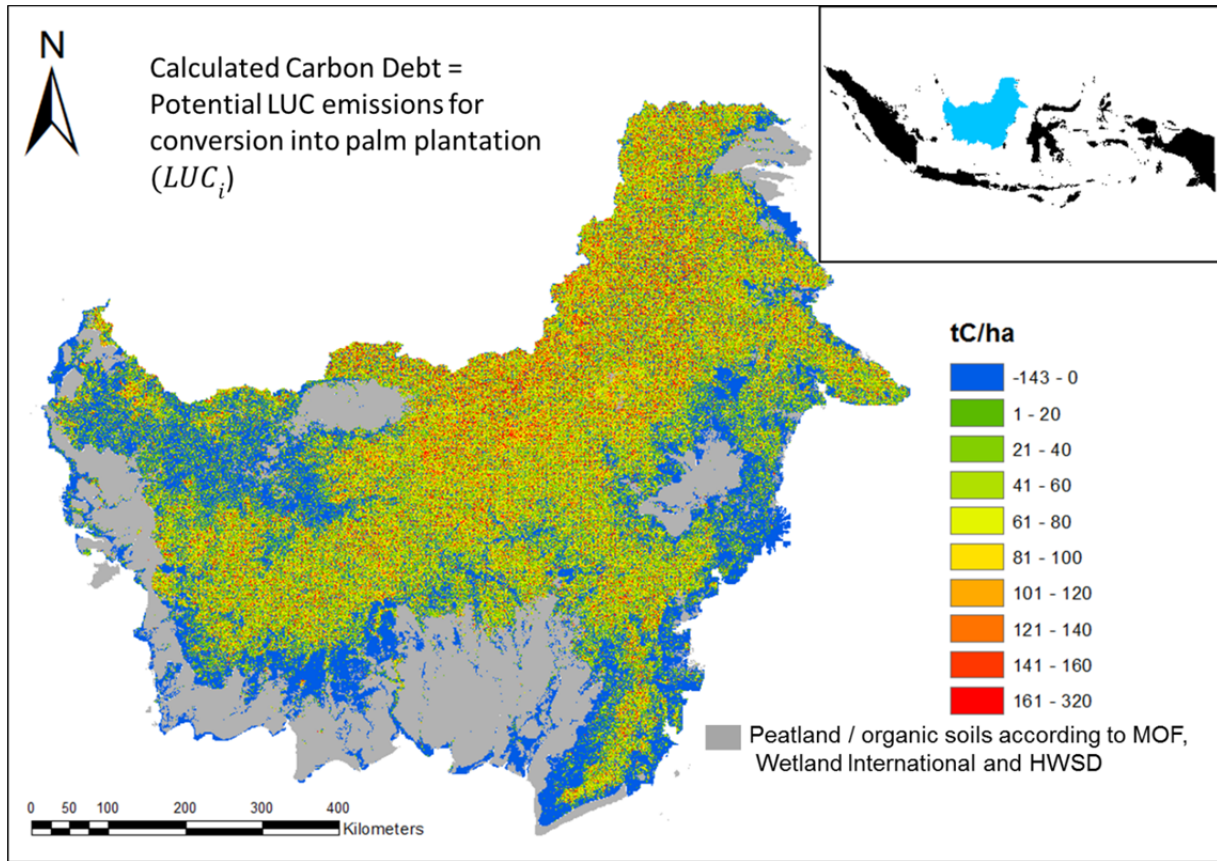 N
Calculated Carbon Debt =
Potential LUC emissions for
conversion into palm plantation
(LUCᵢ)
tC/ha
-143 - 0
1 - 20
21 - 40
41 - 60
61 - 80
81 - 100
101 - 120
121 - 140
141 - 160
161 - 320
Peatland / organic soils according to MOF,
Wetland International and HWSD
0 50 100 200 300 400
Kilometers